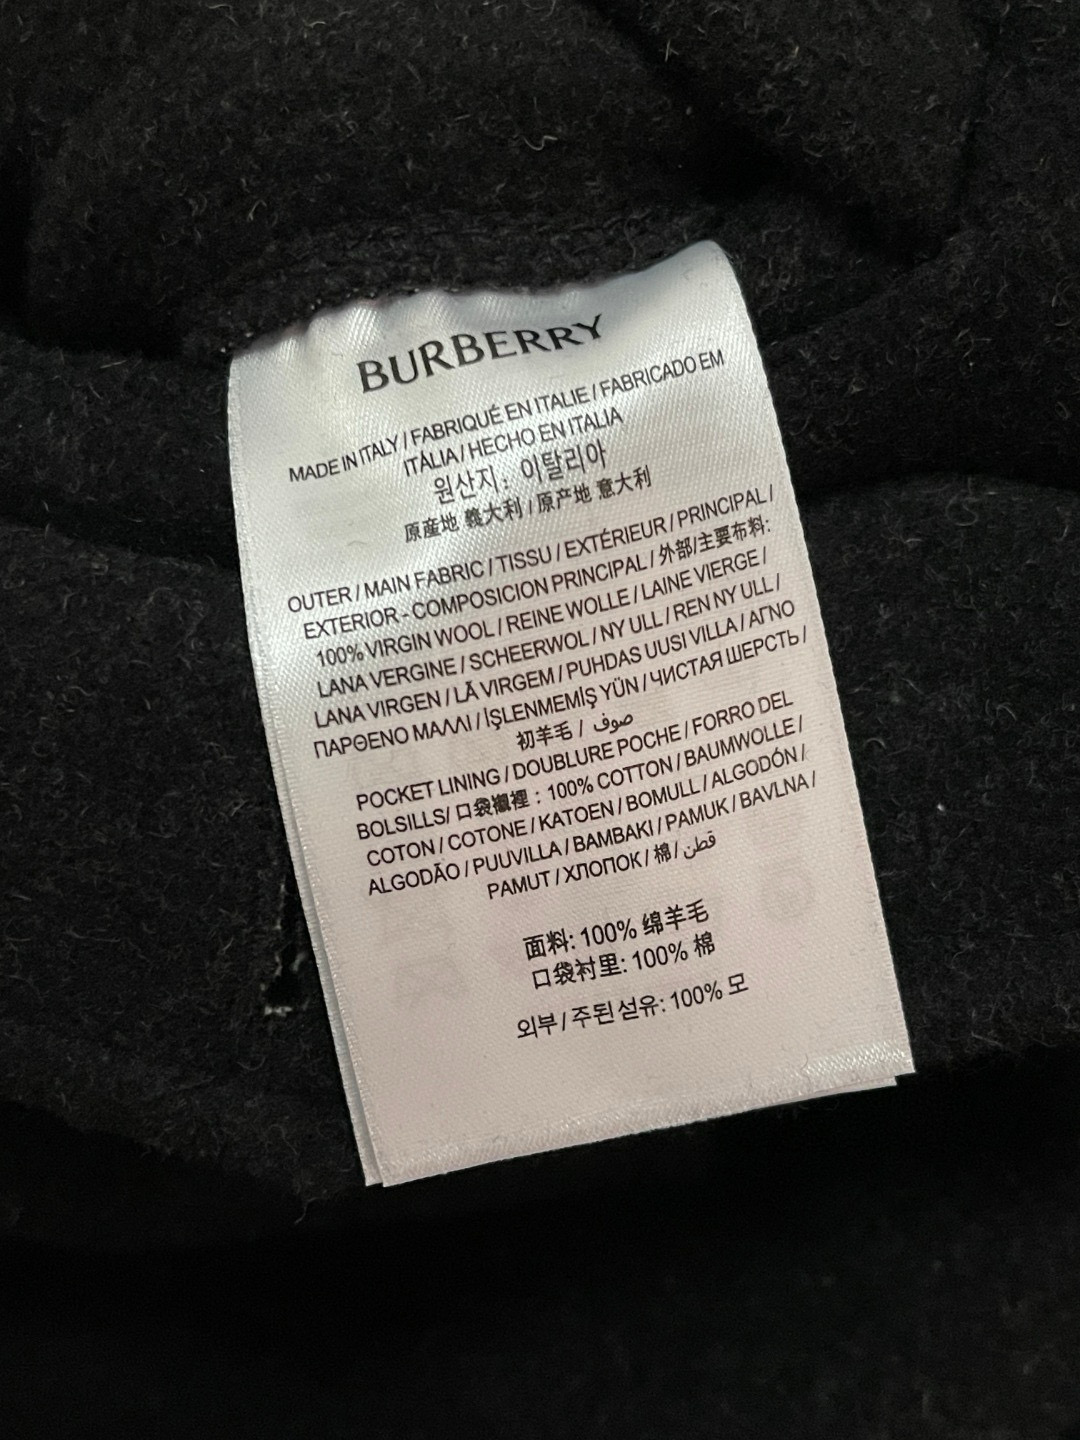 BURBERRY
MADE IN ITALY / FABRIQUÉ EN ITALIE / FABRICADO EM
ITÀLIA / HECHO EN ITALIA
원산지: 이탈리아
原産地 義大利 / 原产地 意大利
OUTER / MAIN FABRIC / TISSU / EXTÉRIEUR / PRINCIPAL /
EXTERIOR - COMPOSICION PRINCIPAL / 外部/主要布料:
100% VIRGIN WOOL / REINE WOLLE / LAINE VIERGE /
LANA VERGINE / SCHEERWOL / NY ULL / REN NY ULL /
LANA VIRGEN / LÃ VIRGEM / PUHDAS UUSI VILLA / ΑΓΝΟ
ΠΑΡΘΕΝΟ ΜΑΛΛΙ / İŞLENMEMİŞ YÜN / ЧИСТАЯ ШЕРСТЬ /
初羊毛 / صوف
POCKET LINING / DOUBLURE POCHE / FORRO DEL
BOLSILLS/ 口袋襯裡 : 100% COTTON / BAUMWOLLE /
COTON / COTONE / KATOEN / BOMULL / ALGODÓN /
ALGODÃO / PUUVILLA / BAMBAKI / PAMUK / BAVLNA /
PAMUT / ХЛОПОК / 棉 / قطن
面料: 100% 绵羊毛
口袋衬里: 100% 棉
외부 / 주된 섬유: 100% 모